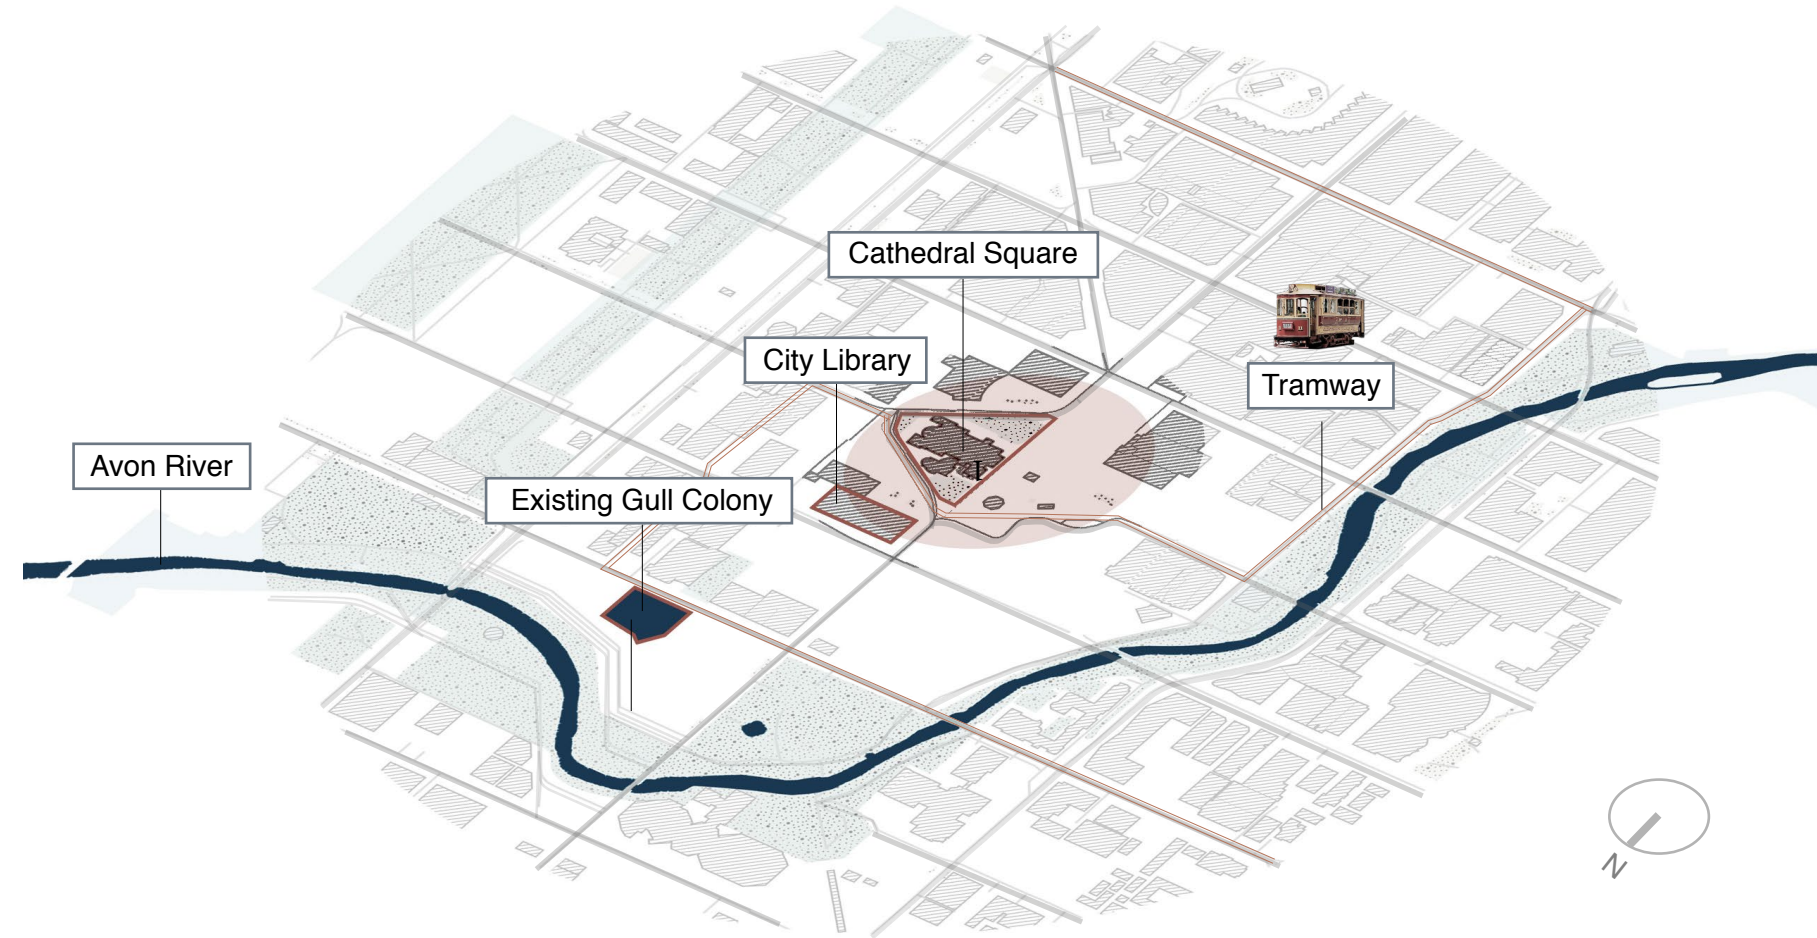 Cathedral Square
City Library
Tramway
Avon River
Existing Gull Colony
N